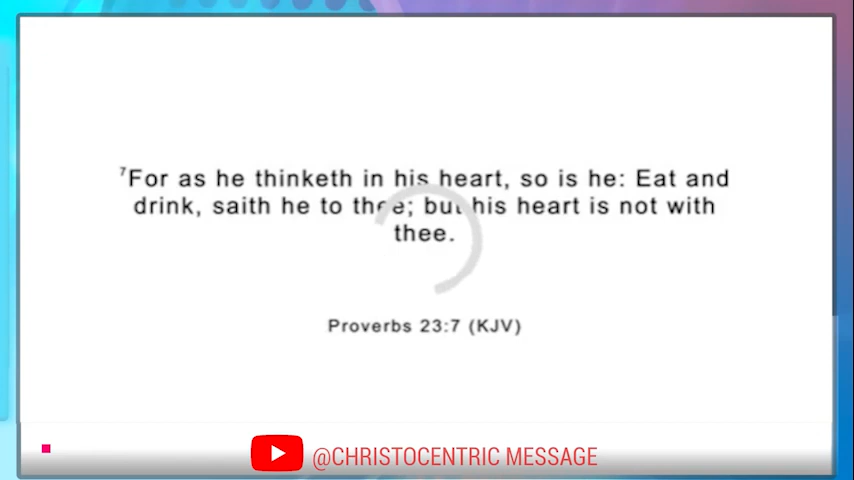 7For as he thinketh in his heart, so is he: Eat and
drink, saith he to thee; but his heart is not with
thee.
Proverbs 23:7 (KJV)
@CHRISTOCENTRIC MESSAGE